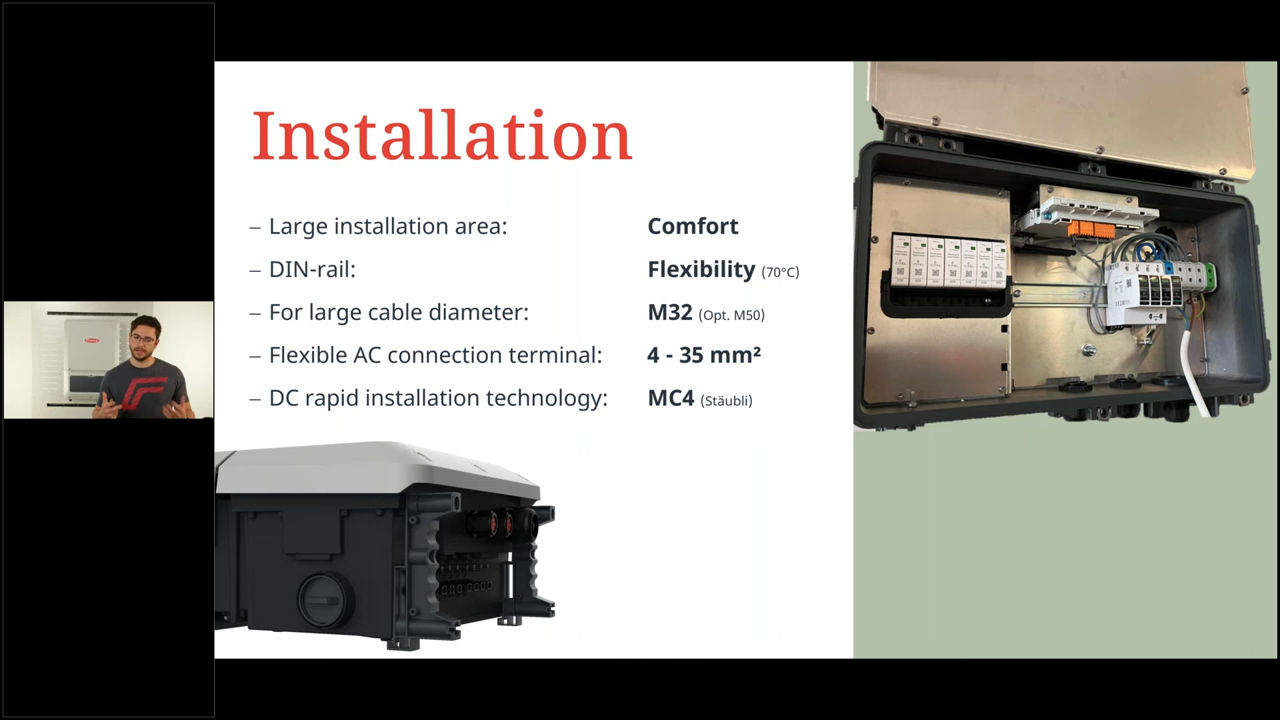 Installation
– Large installation area: Comfort
– DIN-rail: Flexibility (70°C)
– For large cable diameter: M32 (Opt. M50)
– Flexible AC connection terminal: 4 - 35 mm²
– DC rapid installation technology: MC4 (Stäubli)